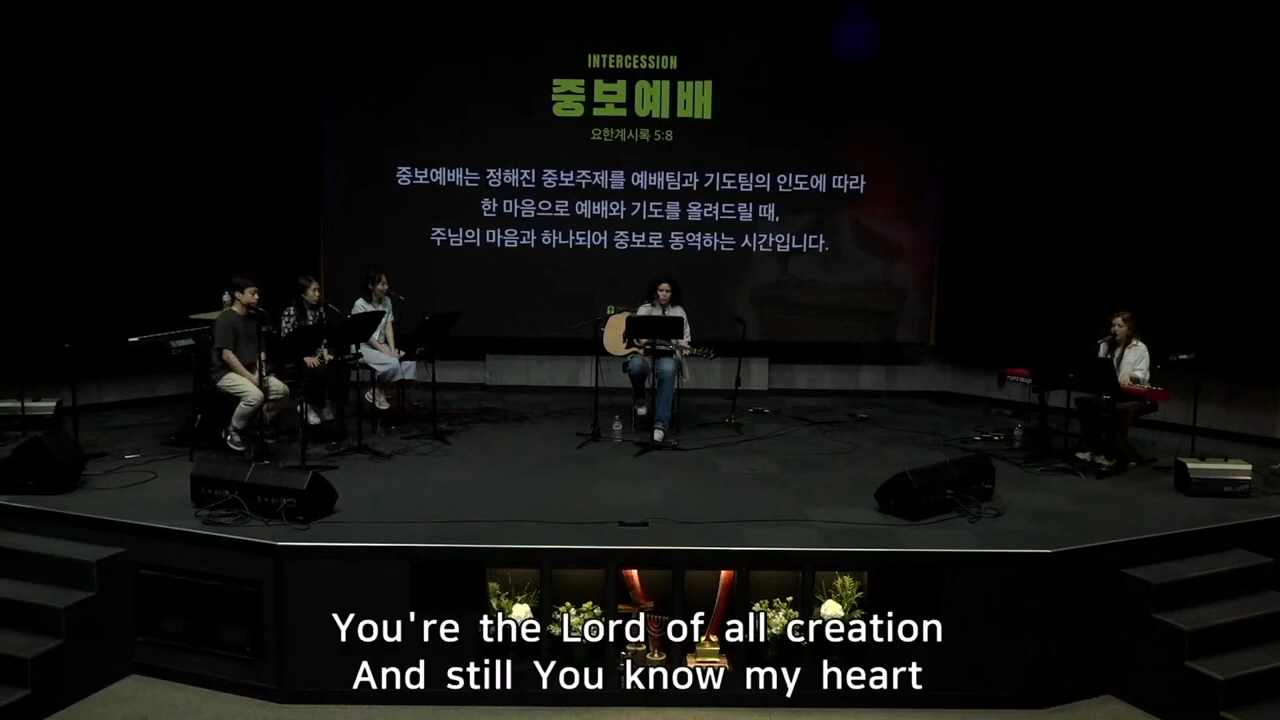 INTERCESSION
중보예배
요한계시록 5:8
중보예배는 정해진 중보주제를 예배팀과 기도팀의 인도에 따라
한 마음으로 예배와 기도를 올려드릴 때,
주님의 마음과 하나되어 중보로 동역하는 시간입니다.
YAMAHA
nord stage
You're the Lord of all creation
And still You know my heart